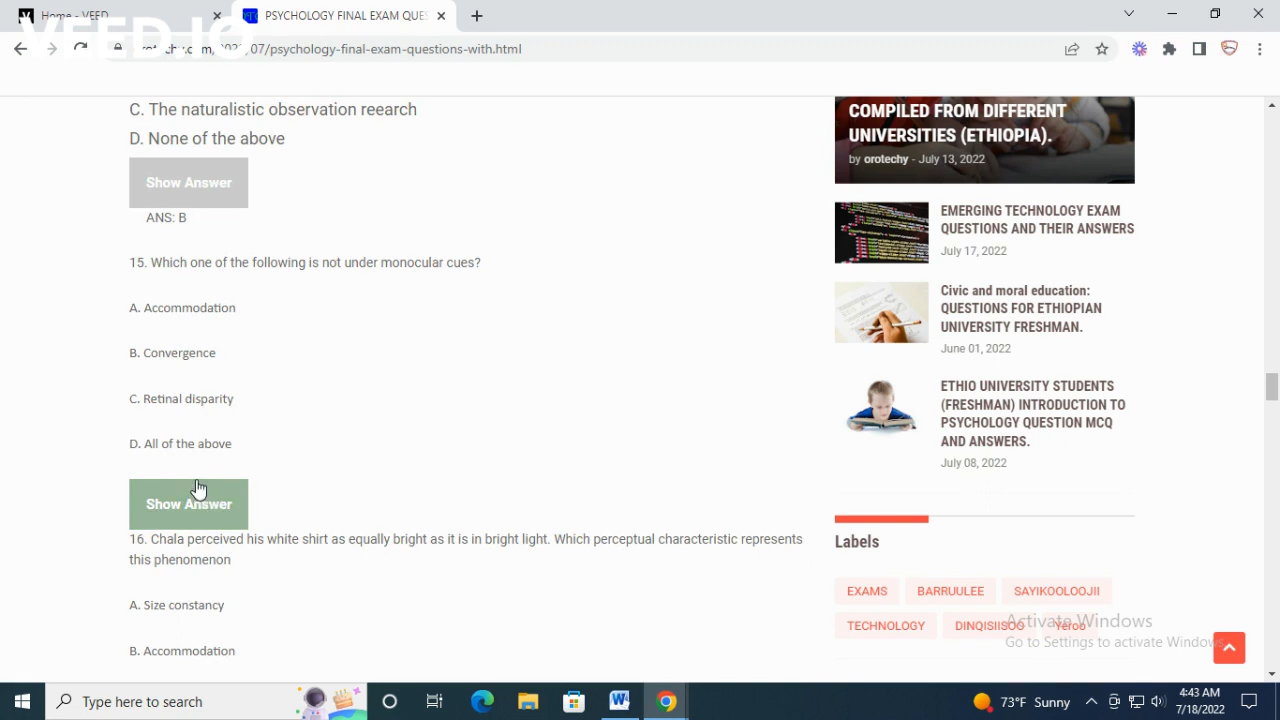 VEED.IO
Home - VEED
PSYCHOLOGY FINAL EXAM QUES
/07/psychology-final-exam-questions-with.html
C. The naturalistic observation reearch
D. None of the above
Show Answer
ANS: B
15. Which one of the following is not under monocular cues?
A. Accommodation
B. Convergence
C. Retinal disparity
D. All of the above
Show Answer
16. Chala perceived his white shirt as equally bright as it is in bright light. Which perceptual characteristic represents
this phenomenon
A. Size constancy
B. Accommodation
COMPILED FROM DIFFERENT
UNIVERSITIES (ETHIOPIA).
by orotechy - July 13, 2022
EMERGING TECHNOLOGY EXAM
QUESTIONS AND THEIR ANSWERS
July 17, 2022
Civic and moral education:
QUESTIONS FOR ETHIOPIAN
UNIVERSITY FRESHMAN.
June 01, 2022
ETHIO UNIVERSITY STUDENTS
(FRESHMAN) INTRODUCTION TO
PSYCHOLOGY QUESTION MCQ
AND ANSWERS.
July 08, 2022
Labels
EXAMS BARRUULEE SAYIKOOLOOJII
TECHNOLOGY DINQISIISOO Yeroo
Activate Windows
Go to Settings to activate Windows.
Type here to search
73°F Sunny
4:43 AM
7/18/2022